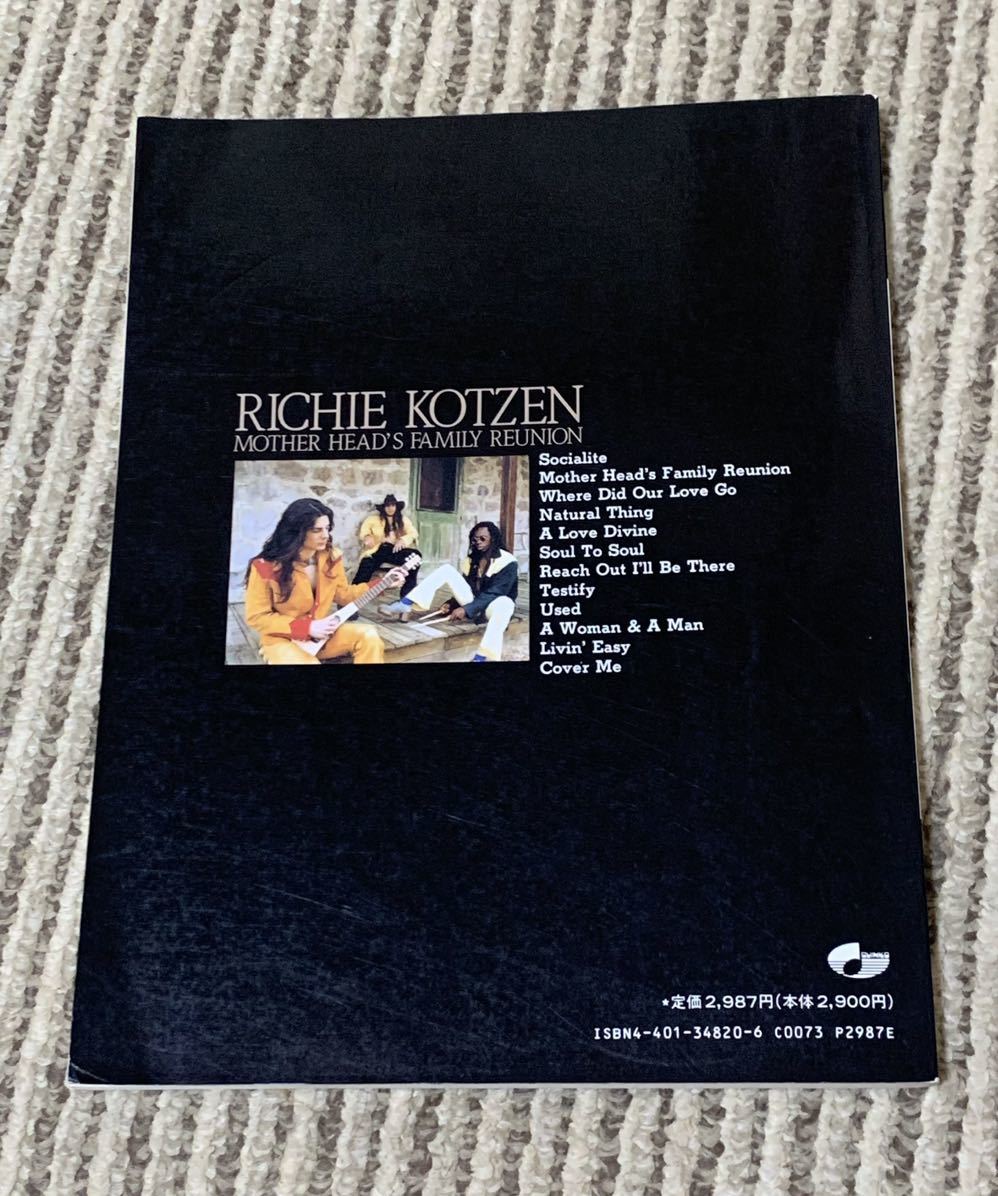 RICHIE KOTZEN
MOTHER HEAD'S FAMILY REUNION
Socialite
Mother Head's Family Reunion
Where Did Our Love Go
Natural Thing
A Love Divine
Soul To Soul
Reach Out I'll Be There
Testify
Used
A Woman & A Man
Livin' Easy
Cover Me
★定価2,987円(本体2,900円)
ISBN4-401-34820-6 C0073 P2987E